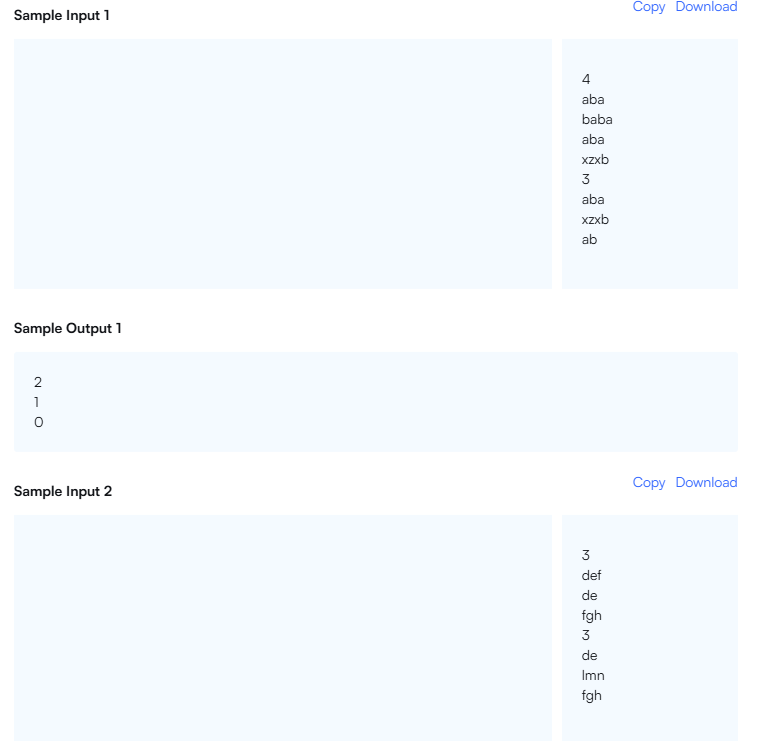 Sample Input 1
Copy Download
4
aba
baba
aba
xzxb
3
aba
xzxb
ab
Sample Output 1
2
1
0
Sample Input 2
Copy Download
3
def
de
fgh
3
de
lmn
fgh